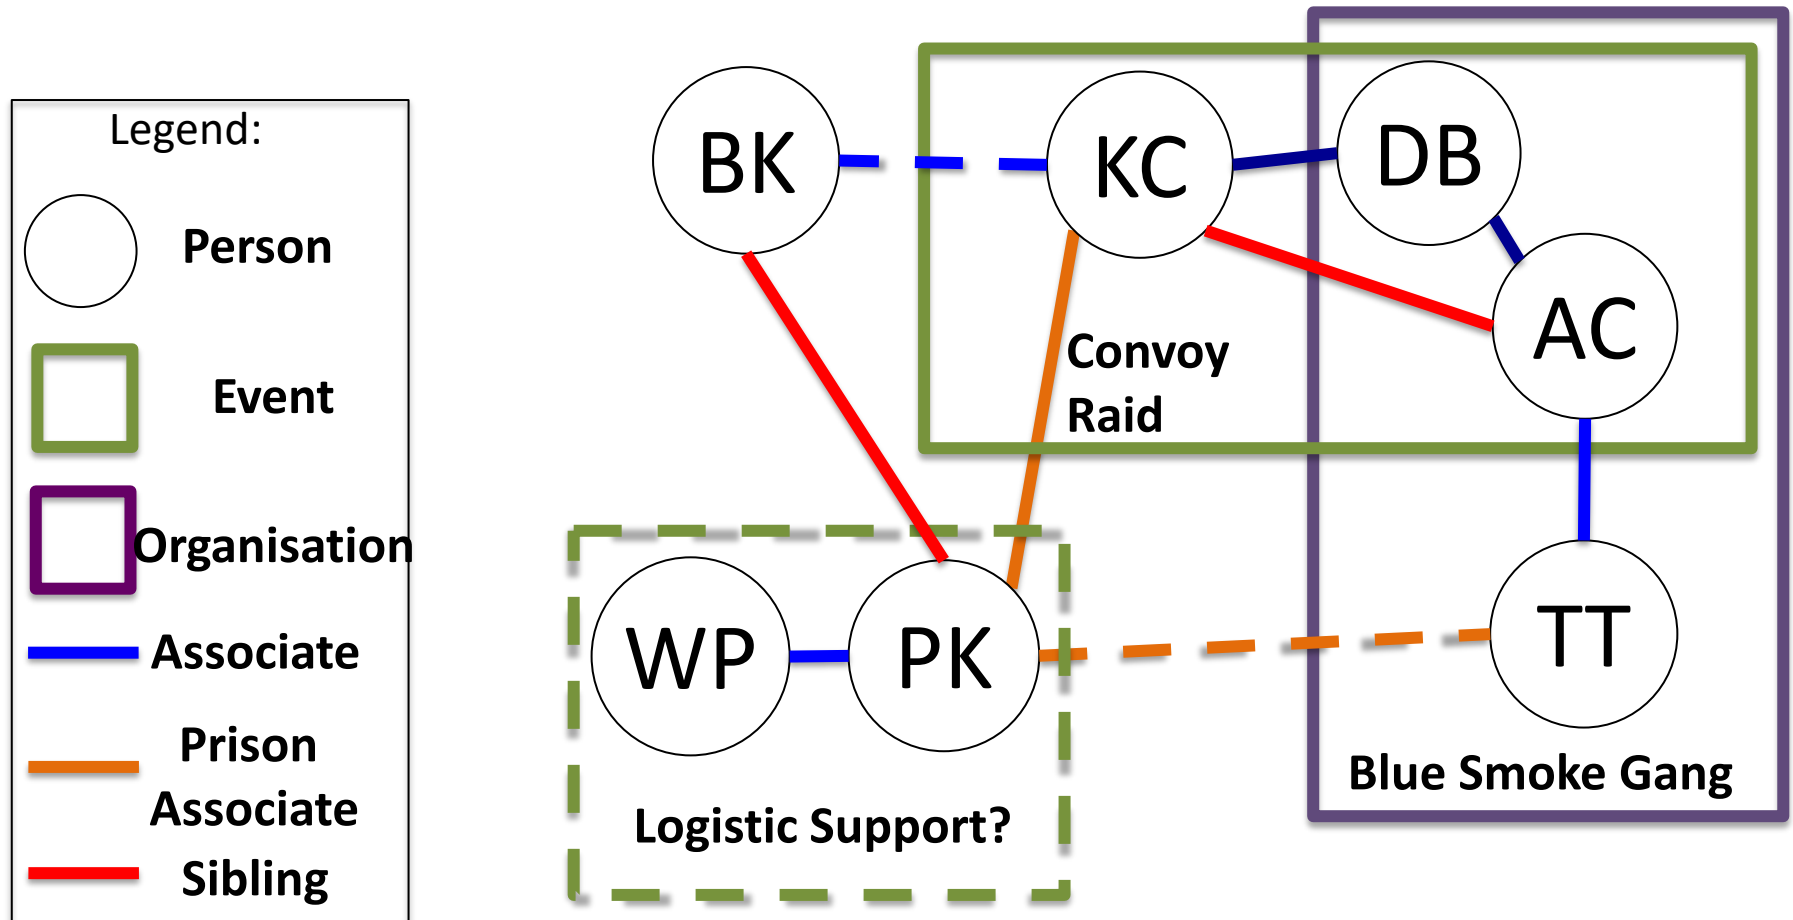 Legend:
Person
Event
Organisation
Associate
Prison
Associate
Sibling
BK
KC
DB
AC
Convoy
Raid
WP
PK
TT
Blue Smoke Gang
Logistic Support?